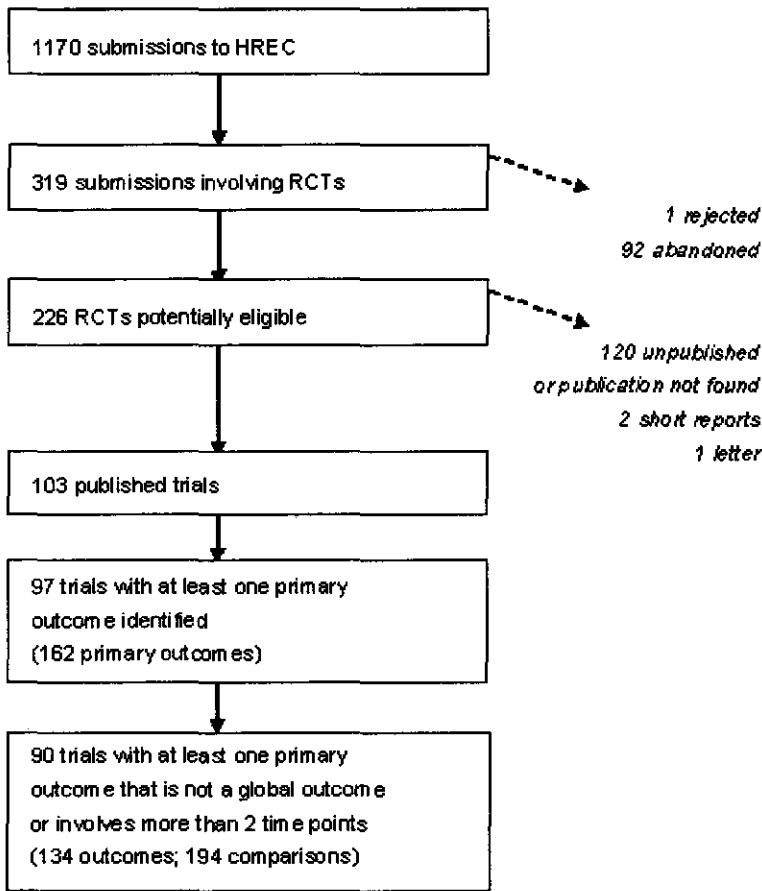 1170 submissions to HREC
319 submissions involving RCTs
1 rejected
92 abandoned
226 RCTs potentially eligible
120 unpublished
or publication not found
2 short reports
1 letter
103 published trials
97 trials with at least one primary
outcome identified
(162 primary outcomes)
90 trials with at least one primary
outcome that is not a global outcome
or involves more than 2 time points
(134 outcomes; 194 comparisons)